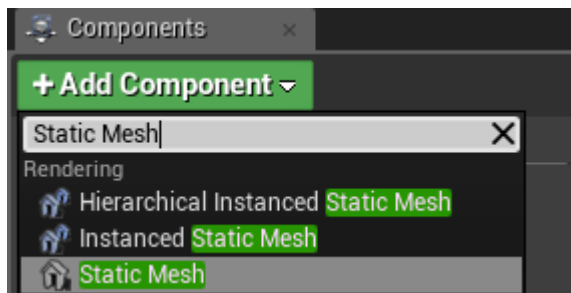 Components
+ Add Component
Static Mesh
Rendering
Hierarchical Instanced Static Mesh
Instanced Static Mesh
Static Mesh